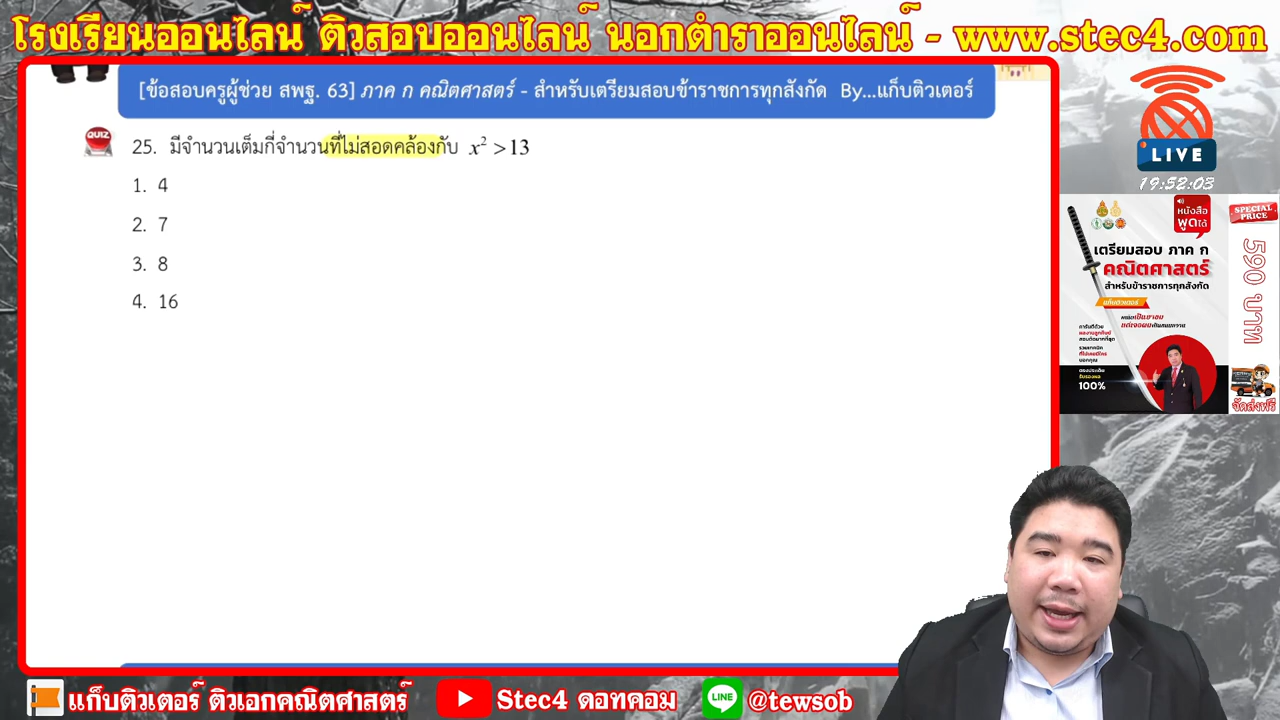 โรงเรียนออนไลน์ ติวสอบออนไลน์ นอกตำราออนไลน์ - www.stec4.com
[ข้อสอบครูผู้ช่วย สพฐ. 63] ภาค ก คณิตศาสตร์ - สำหรับเตรียมสอบข้าราชการทุกสังกัด By...แก็บติวเตอร์
QUIZ
25. มีจำนวนเต็มกี่จำนวนที่ไม่สอดคล้องกับ x² > 13
1. 4
2. 7
3. 8
4. 16
LIVE
19:52:03
หนังสือ
พูดได้
SPECIAL
PRICE
590 บาท
เตรียมสอบ ภาค ก
คณิตศาสตร์
สำหรับข้าราชการทุกสังกัด
แก็บติวเตอร์
100%
จัดส่งฟรี
แก็บติวเตอร์ ติวเอกคณิตศาสตร์
Stec4 ดอทคอม
LINE
@tewsob